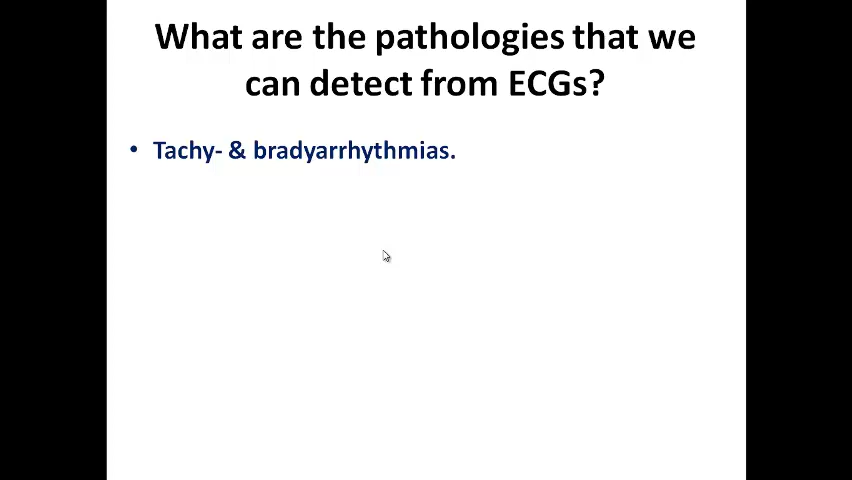 What are the pathologies that we
can detect from ECGs?
• Tachy- & bradyarrhythmias.